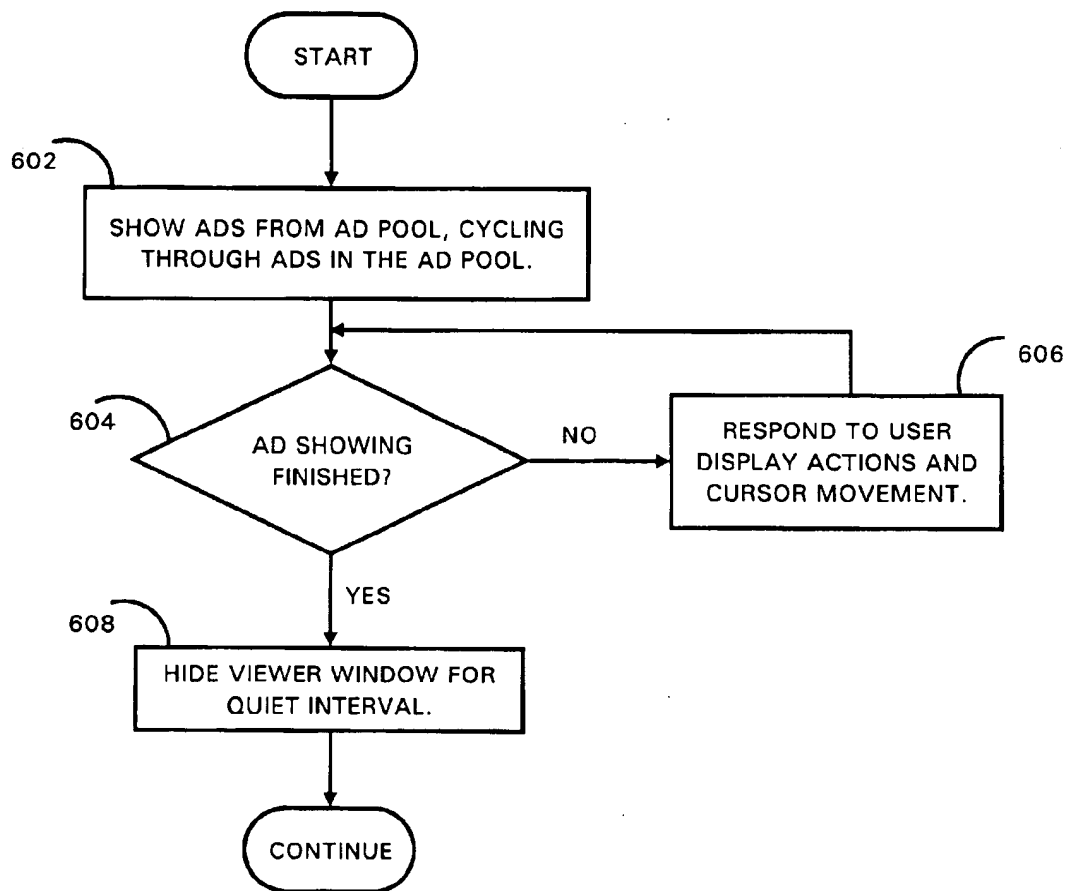 START
602
SHOW ADS FROM AD POOL, CYCLING
THROUGH ADS IN THE AD POOL.
606
604
AD SHOWING
FINISHED?
NO
RESPOND TO USER
DISPLAY ACTIONS AND
CURSOR MOVEMENT.
YES
608
HIDE VIEWER WINDOW FOR
QUIET INTERVAL.
CONTINUE